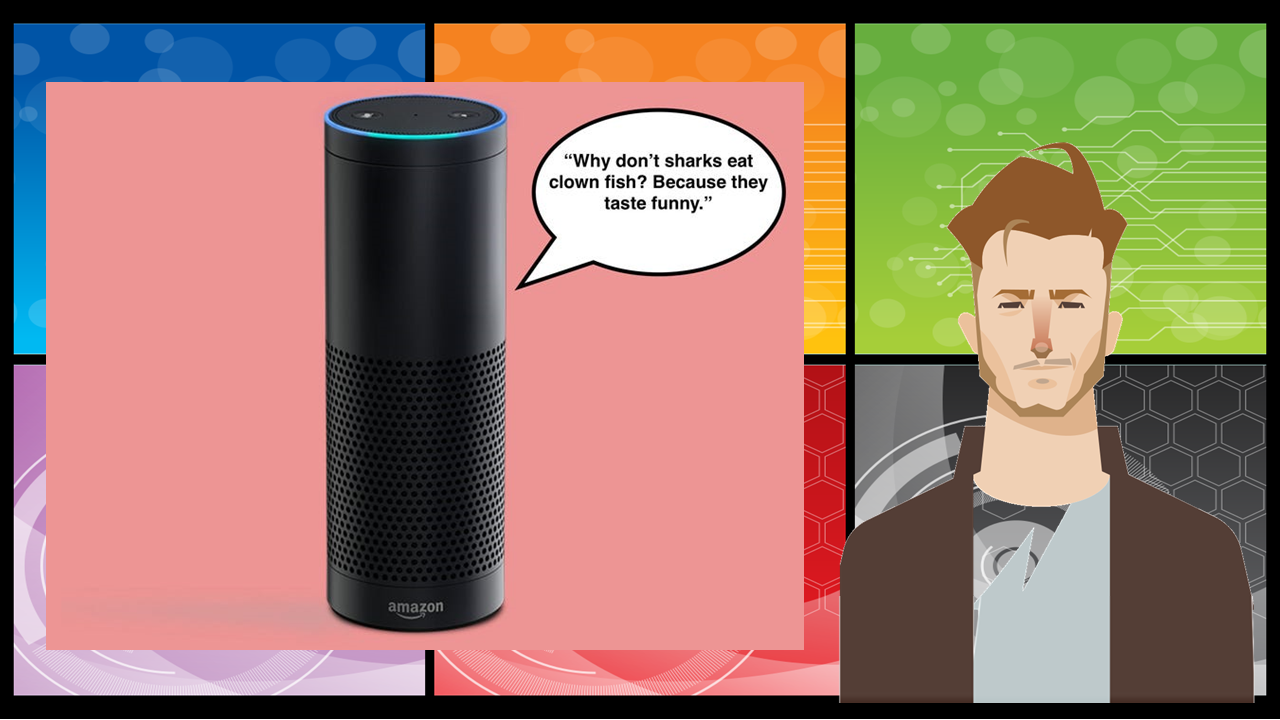 “Why don’t sharks eat
clown fish? Because they
taste funny.”
amazon